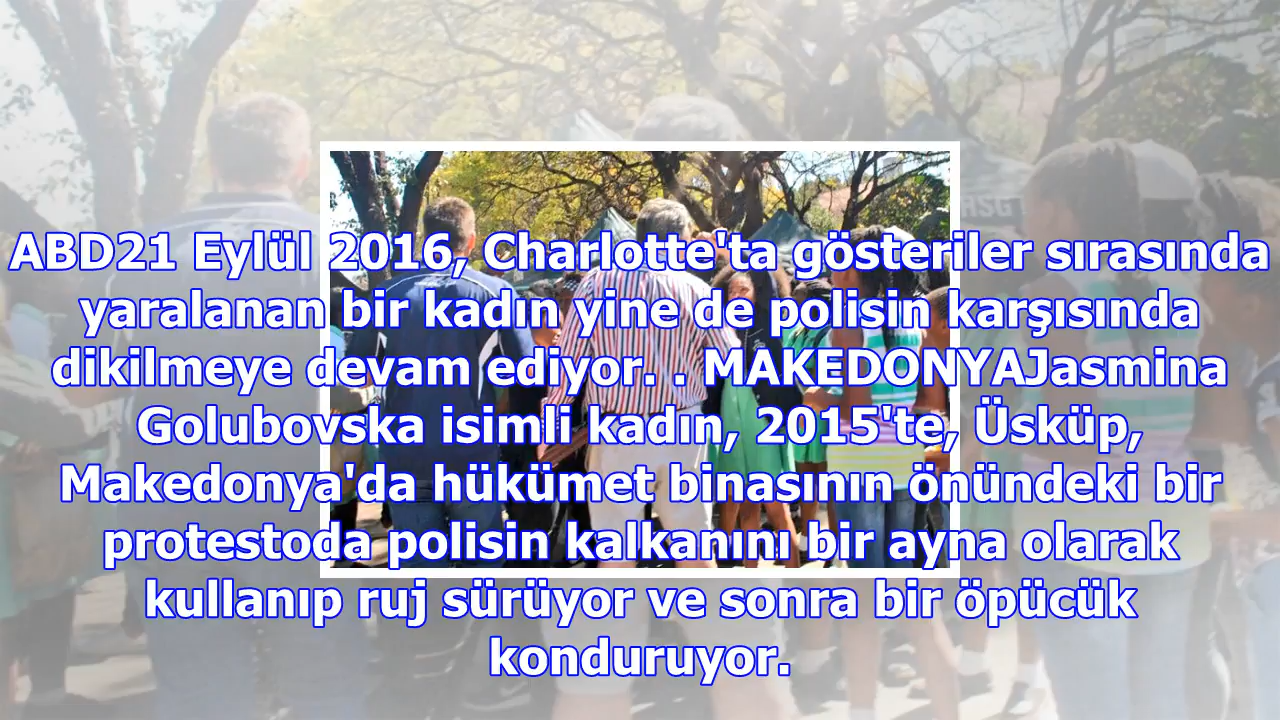 ABD21 Eylül 2016, Charlotte'ta gösteriler sırasında
yaralanan bir kadın yine de polisin karşısında
dikilmeye devam ediyor. . MAKEDONYAJasmina
Golubovska isimli kadın, 2015'te, Üsküp,
Makedonya'da hükümet binasının önündeki bir
protestoda polisin kalkanını bir ayna olarak
kullanıp ruj sürüyor ve sonra bir öpücük
konduruyor.